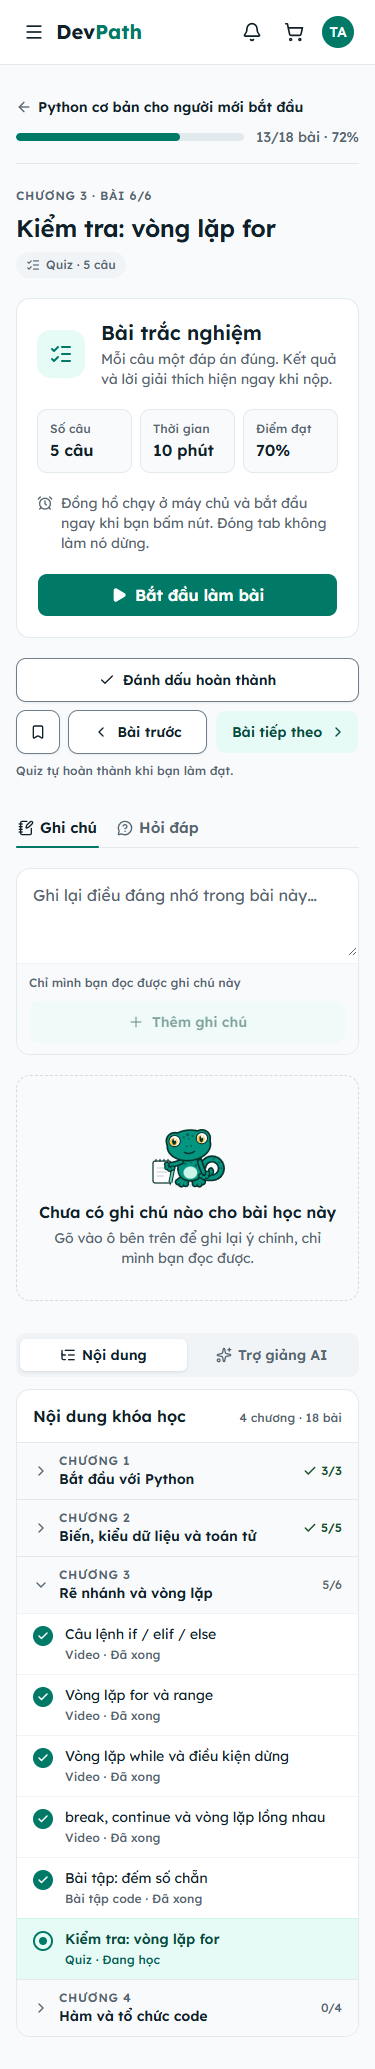 DevPath
TA
Python cơ bản cho người mới bắt đầu
13/18 bài · 72%
CHƯƠNG 3 · BÀI 6/6
Kiểm tra: vòng lặp for
Quiz · 5 câu
Bài trắc nghiệm
Mỗi câu một đáp án đúng. Kết quả
và lời giải thích hiện ngay khi nộp.
Số câu
5 câu
Thời gian
10 phút
Điểm đạt
70%
Đồng hồ chạy ở máy chủ và bắt đầu
ngay khi bạn bấm nút. Đóng tab không
làm nó dừng.
Bắt đầu làm bài
Đánh dấu hoàn thành
Bài trước
Bài tiếp theo
Quiz tự hoàn thành khi bạn làm đạt.
Ghi chú
Hỏi đáp
Ghi lại điều đáng nhớ trong bài này...
Chỉ mình bạn đọc được ghi chú này
Thêm ghi chú
Chưa có ghi chú nào cho bài học này
Gõ vào ô bên trên để ghi lại ý chính, chỉ
mình bạn đọc được.
Nội dung
Trợ giảng AI
Nội dung khóa học
4 chương · 18 bài
CHƯƠNG 1
Bắt đầu với Python
3/3
CHƯƠNG 2
Biến, kiểu dữ liệu và toán tử
5/5
CHƯƠNG 3
Rẽ nhánh và vòng lặp
5/6
Câu lệnh if / elif / else
Video · Đã xong
Vòng lặp for và range
Video · Đã xong
Vòng lặp while và điều kiện dừng
Video · Đã xong
break, continue và vòng lặp lồng nhau
Video · Đã xong
Bài tập: đếm số chẵn
Bài tập code · Đã xong
Kiểm tra: vòng lặp for
Quiz · Đang học
CHƯƠNG 4
Hàm và tổ chức code
0/4